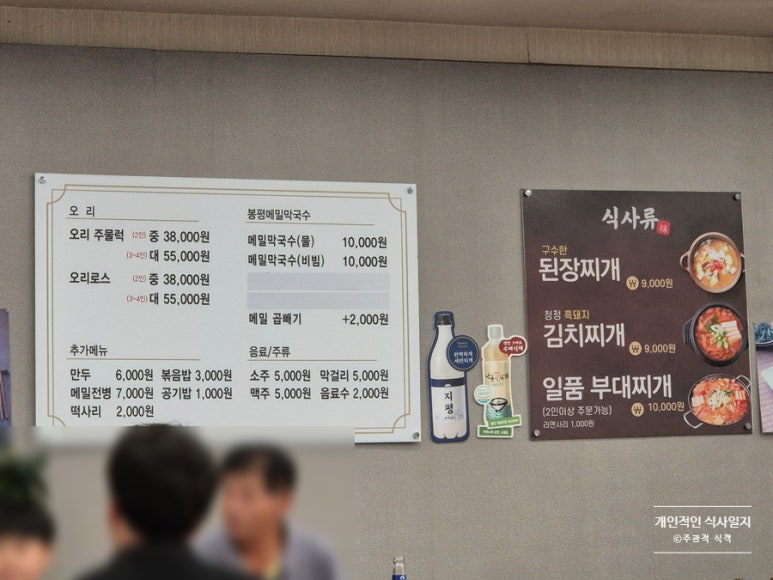 오 리
오리 주물럭 (2인) 중 38,000원
(3~4인) 대 55,000원
오리로스 (2인) 중 38,000원
(3~4인) 대 55,000원
추가메뉴
만두 6,000원 볶음밥 3,000원
메밀전병 7,000원 공기밥 1,000원
떡사리 2,000원
봉평메밀막국수
메밀막국수(물) 10,000원
메밀막국수(비빔) 10,000원
메밀 곱빼기 +2,000원
음료/주류
소주 5,000원 막걸리 5,000원
맥주 5,000원 음료수 2,000원
지평
식사류
구수한
된장찌개
₩ 9,000원
청정 흑돼지
김치찌개
₩ 9,000원
일품 부대찌개
(2인이상 주문가능) ₩ 10,000원
라면사리 1,000원
개인적인 식사일지
©주관적 식객